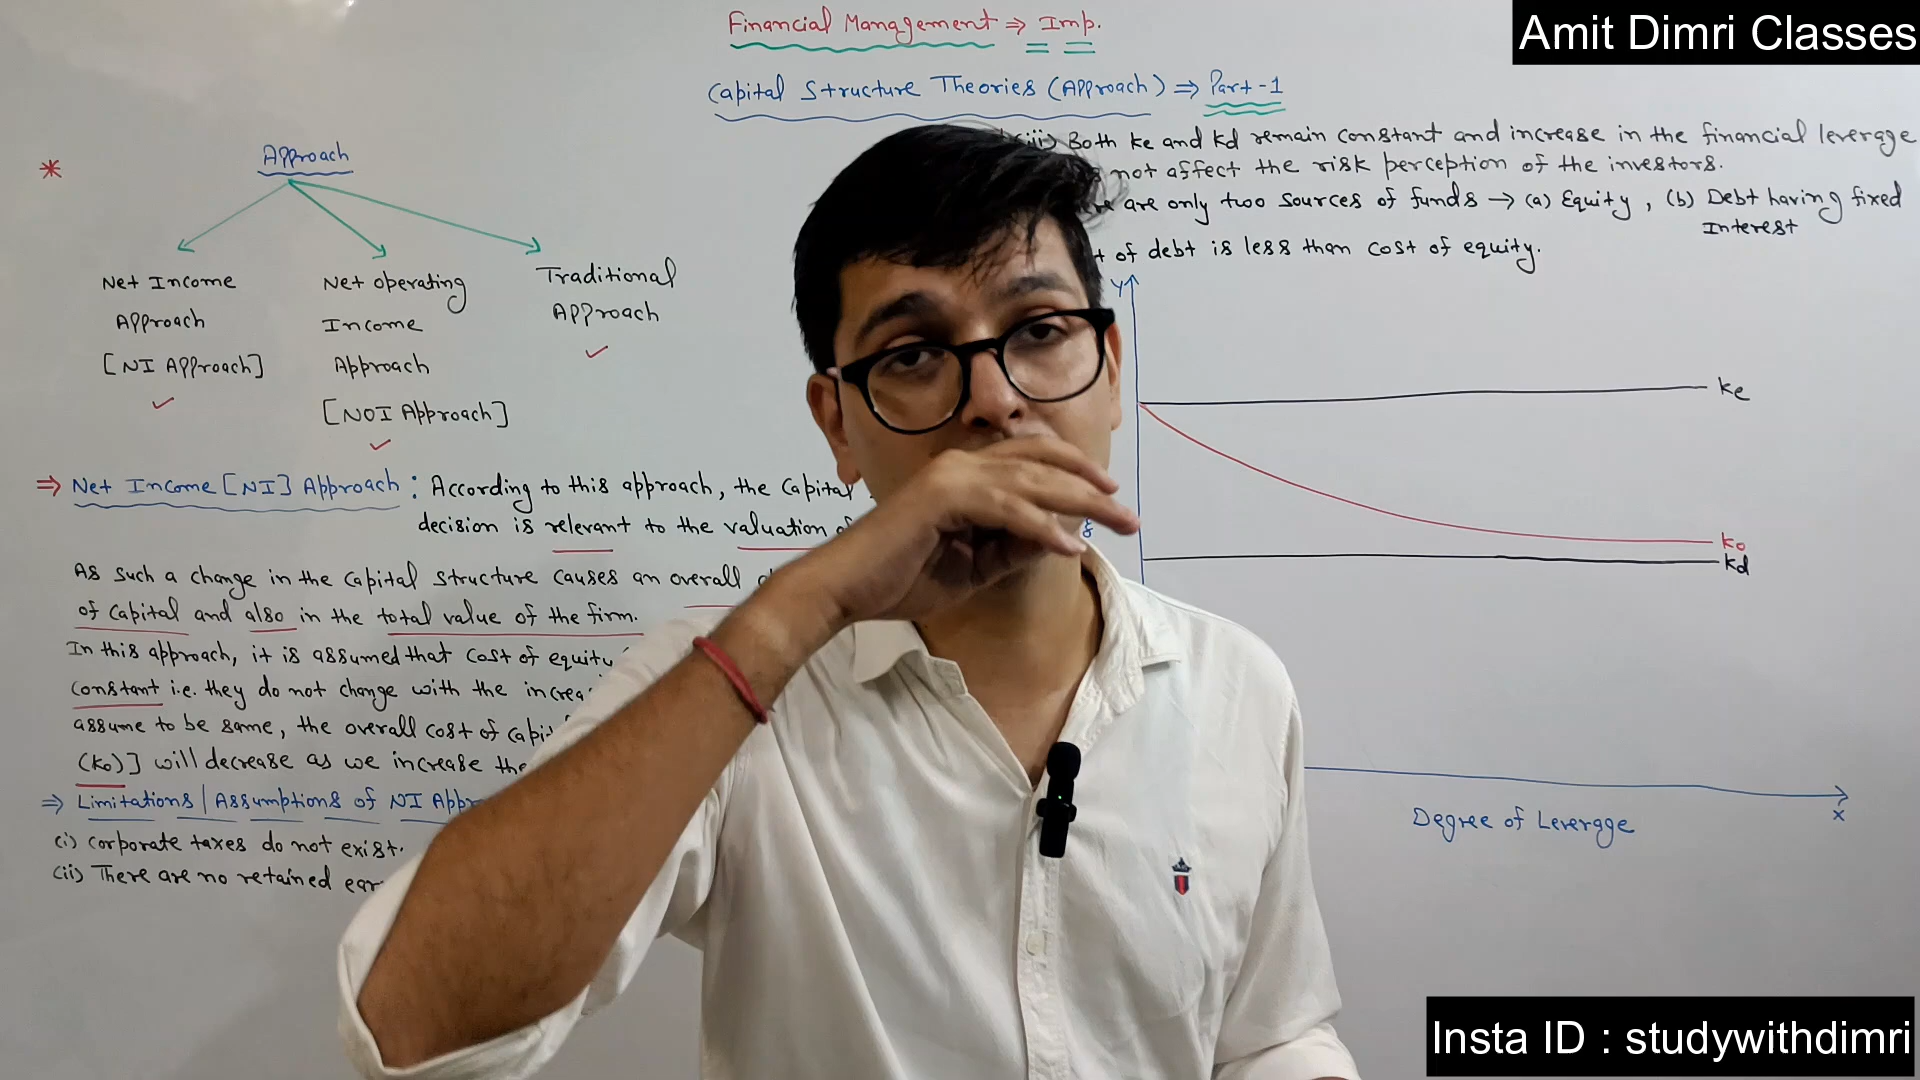 Financial Management ⇒ Imp.
Amit Dimri Classes
Capital Structure Theories (Approach) ⇒ Part-1
* Approach
Net Income
Approach
[NI Approach]
✓
Net Operating
Income
Approach
[NOI Approach]
✓
Traditional
Approach
✓
⇒ Net Income [NI] Approach : According to this approach, the capital
decision is relevant to the valuation of
As such a change in the capital structure causes an overall
of capital and also in the total value of the firm.
In this approach, it is assumed that cost of equity
constant i.e. they do not change with the
assume to be same, the overall cost of
(ko)] will decrease as we increase the
⇒ Limitations | Assumptions of NI
(i) corporate taxes do not exist.
(ii) There are no retained
(iii) Both ke and kd remain constant and increase in the financial leverage
not affect the risk perception of the investors.
are only two sources of funds → (a) Equity, (b) Debt having fixed
Interest
of debt is less than cost of equity.
Y
ke
ko
kd
Degree of Leverage
X
Insta ID : studywithdimri